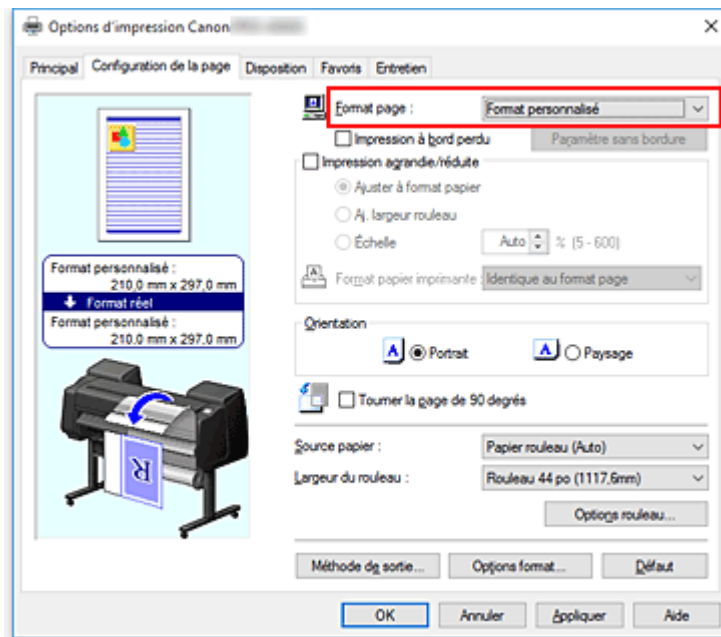 Options d'impression Canon
Principal Configuration de la page Disposition Favoris Entretien
Format page : Format personnalisé
Impression à bord perdu Paramètre sans bordure
Impression agrandie/réduite
Ajuster à format papier
Aj. largeur rouleau
Échelle Auto % (5 - 600)
Format papier imprimante : Identique au format page
Format personnalisé :
210,0 mm x 297,0 mm
Format réel
Format personnalisé :
210,0 mm x 297,0 mm
Orientation
A Portrait A Paysage
Tourner la page de 90 degrés
R
Source papier : Papier rouleau (Auto)
Largeur du rouleau : Rouleau 44 po (1117,6mm)
Options rouleau...
Méthode de sortie... Options format... Défaut
OK Annuler Appliquer Aide